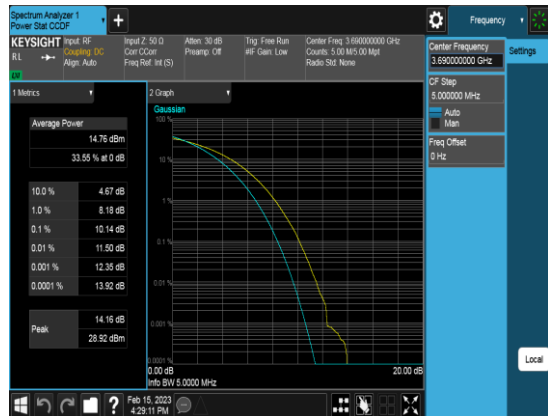 Spectrum Analyzer 1
Power Stat CCDF
+
Frequency
KEYSIGHT
RL
Input: RF
Coupling: DC
Align: Auto
Input Z: 50 Ω
Corr CCorr
Freq Ref: Int (S)
Atten: 30 dB
Preamp: Off
Trig: Free Run
#IF Gain: Low
Center Freq: 3.690000000 GHz
Counts: 5.00 M/5.00 Mpt
Radio Std: None
Center Frequency
3.690000000 GHz
Settings
CF Step
5.000000 MHz
Auto
Man
Freq Offset
0 Hz
Local
1 Metrics
Average Power
14.76 dBm
33.55 % at 0 dB
10.0 % 4.67 dB
1.0 % 8.18 dB
0.1 % 10.14 dB
0.01 % 11.50 dB
0.001 % 12.35 dB
0.0001 % 13.92 dB
Peak
14.16 dB
28.92 dBm
2 Graph
Gaussian
100 %
10 %
1 %
0.1 %
0.01 %
0.001 %
0.0001 %
0.00 dB 20.00 dB
Info BW 5.0000 MHz
?
Feb 15, 2023
4:29:11 PM